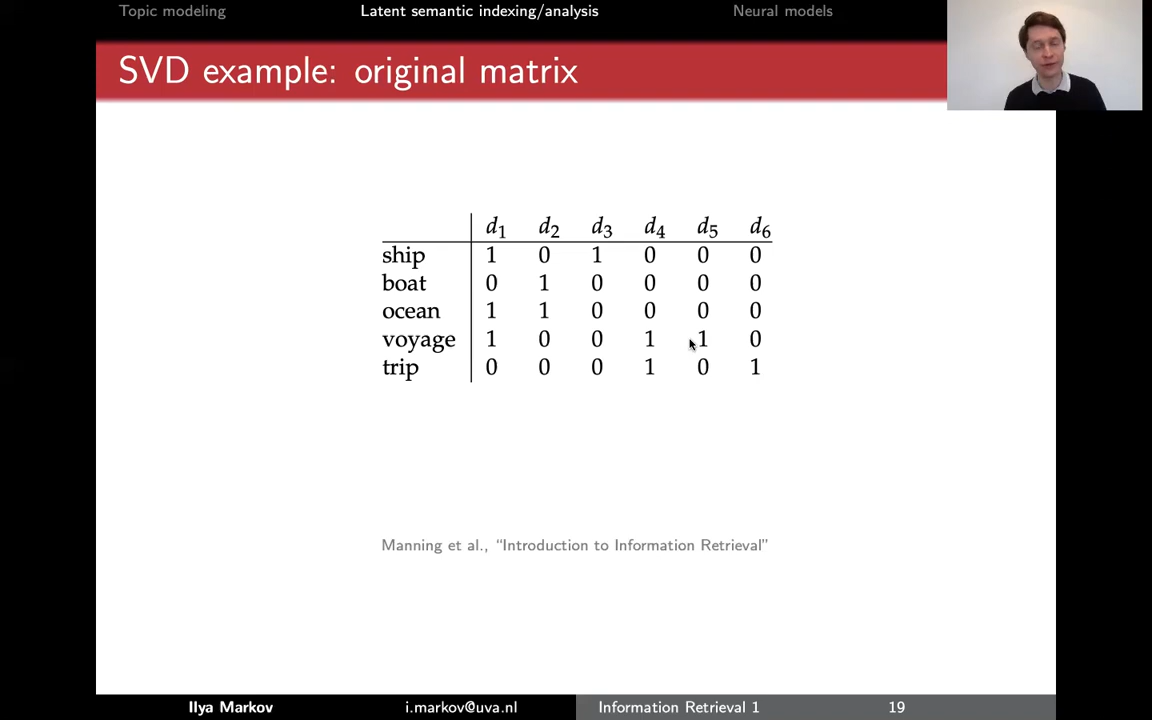 Topic modeling Latent semantic indexing/analysis Neural models
SVD example: original matrix
d1 d2 d3 d4 d5 d6
ship 1 0 1 0 0 0
boat 0 1 0 0 0 0
ocean 1 1 0 0 0 0
voyage 1 0 0 1 1 0
trip 0 0 0 1 0 1
Manning et al., “Introduction to Information Retrieval”
Ilya Markov i.markov@uva.nl Information Retrieval 1 19